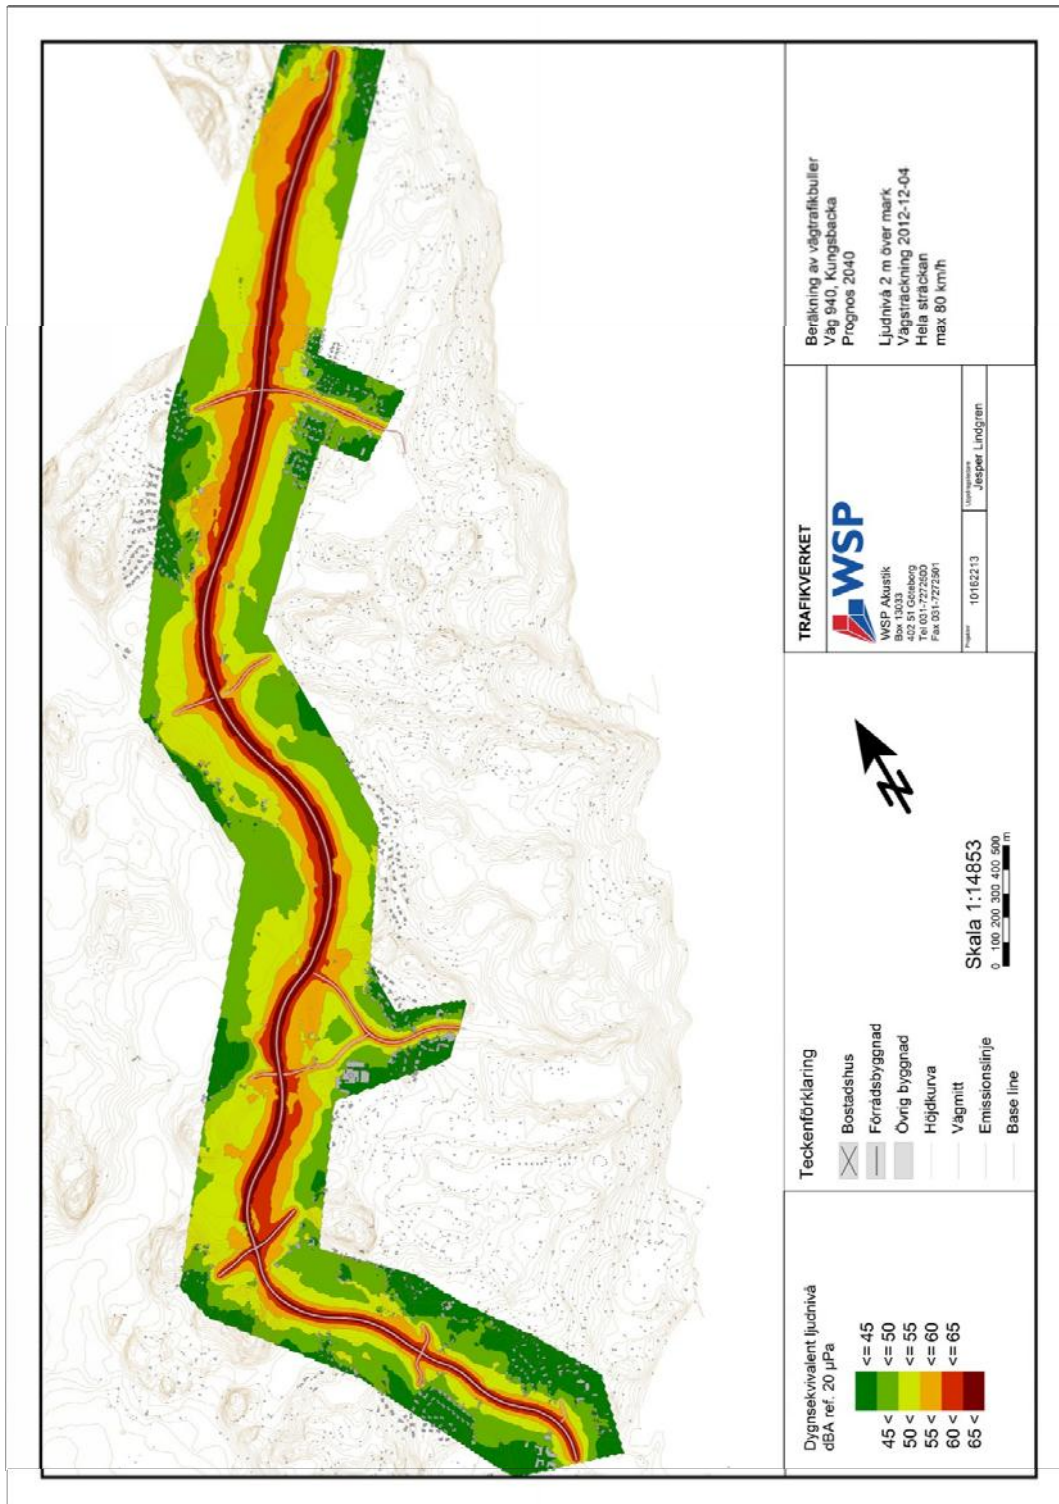 Dygnsekvivalent ljudnivå
dBA ref. 20 µPa
<= 45
45 < <= 50
50 < <= 55
55 < <= 60
60 < <= 65
65 <
Teckenförklaring
Bostadshus
Förrådsbyggnad
Övrig byggnad
Höjdkurva
Vägmitt
Emissionslinje
Base line
Skala 1:14853
0 100 200 300 400 500
m
N
TRAFIKVERKET
WSP
WSP Akustik
Box 13033
402 51 Göteborg
Tel 031-7272500
Fax 031-7272501
10162213
Jesper Lindgren
Beräkning av vägtrafikbuller
Väg 940, Kungsbacka
Prognos 2040
Ljudnivå 2 m över mark
Vägsträckning 2012-12-04
Hela sträckan
max 80 km/h